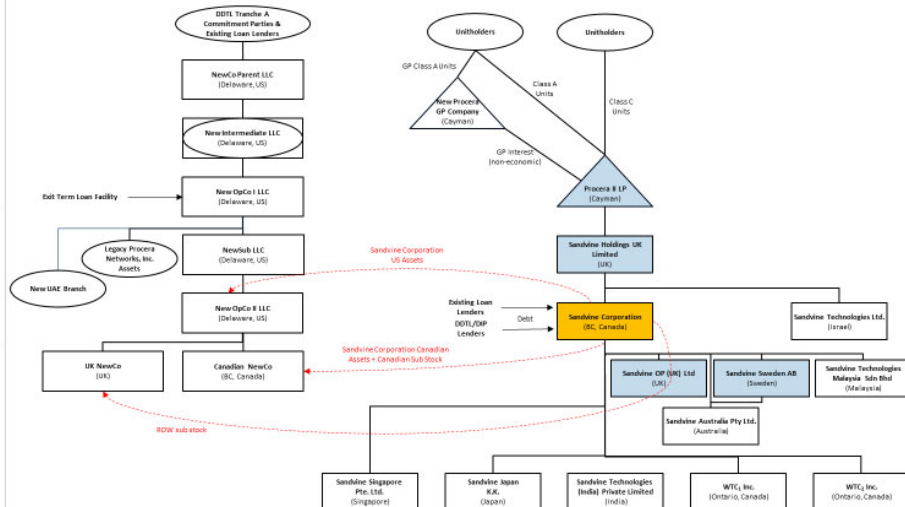 DDTL Tranche A
Commitment Parties &
Existing Loan Lenders
NewCo Parent LLC
(Delaware, US)
New Intermediate LLC
(Delaware, US)
Exit Term Loan Facility
New OpCo I LLC
(Delaware, US)
Legacy Procera
Networks, Inc.
Assets
New UAE Branch
NewSub LLC
(Delaware, US)
New OpCo II LLC
(Delaware, US)
UK NewCo
(UK)
Canadian NewCo
(BC, Canada)
Sandvine Corporation
US Assets
Sandvine Corporation Canadian
Assets + Canadian Sub Stock
ROW sub stock
Unitholders
Unitholders
GP Class A Units
Class A
Units
Class C
Units
New Procera
GP Company
(Cayman)
GP Interest
(non-economic)
Procera II LP
(Cayman)
Sandvine Holdings UK
Limited
(UK)
Existing Loan
Lenders
DDTL/DIP
Lenders
Debt
Sandvine Corporation
(BC, Canada)
Sandvine Technologies Ltd.
(Israel)
Sandvine OP (UK) Ltd
(UK)
Sandvine Sweden AB
(Sweden)
Sandvine Technologies
Malaysia Sdn Bhd
(Malaysia)
Sandvine Australia Pty Ltd.
(Australia)
Sandvine Singapore
Pte. Ltd.
(Singapore)
Sandvine Japan
K.K.
(Japan)
Sandvine Technologies
(India) Private Limited
(India)
WTC₁ Inc.
(Ontario, Canada)
WTC₂ Inc.
(Ontario, Canada)